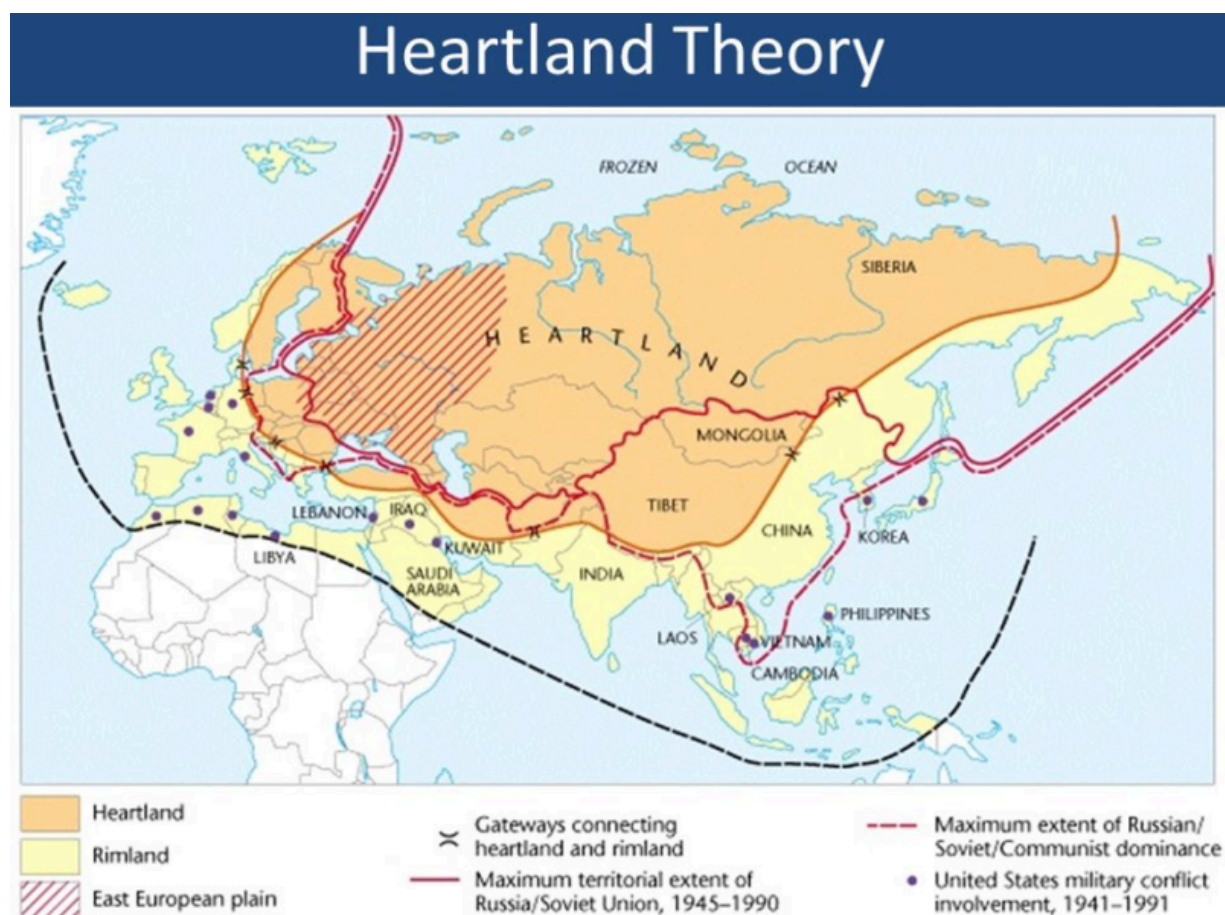 Heartland Theory
FROZEN OCEAN
SIBERIA
HEARTLAND
MONGOLIA
TIBET
CHINA
KOREA
LEBANON
IRAQ
KUWAIT
LIBYA
SAUDI
ARABIA
INDIA
PHILIPPINES
LAOS
VIETNAM
CAMBODIA
Heartland
Rimland
East European plain
Gateways connecting
heartland and rimland
Maximum territorial extent of
Russia/Soviet Union, 1945–1990
Maximum extent of Russian/
Soviet/Communist dominance
United States military conflict
involvement, 1941–1991